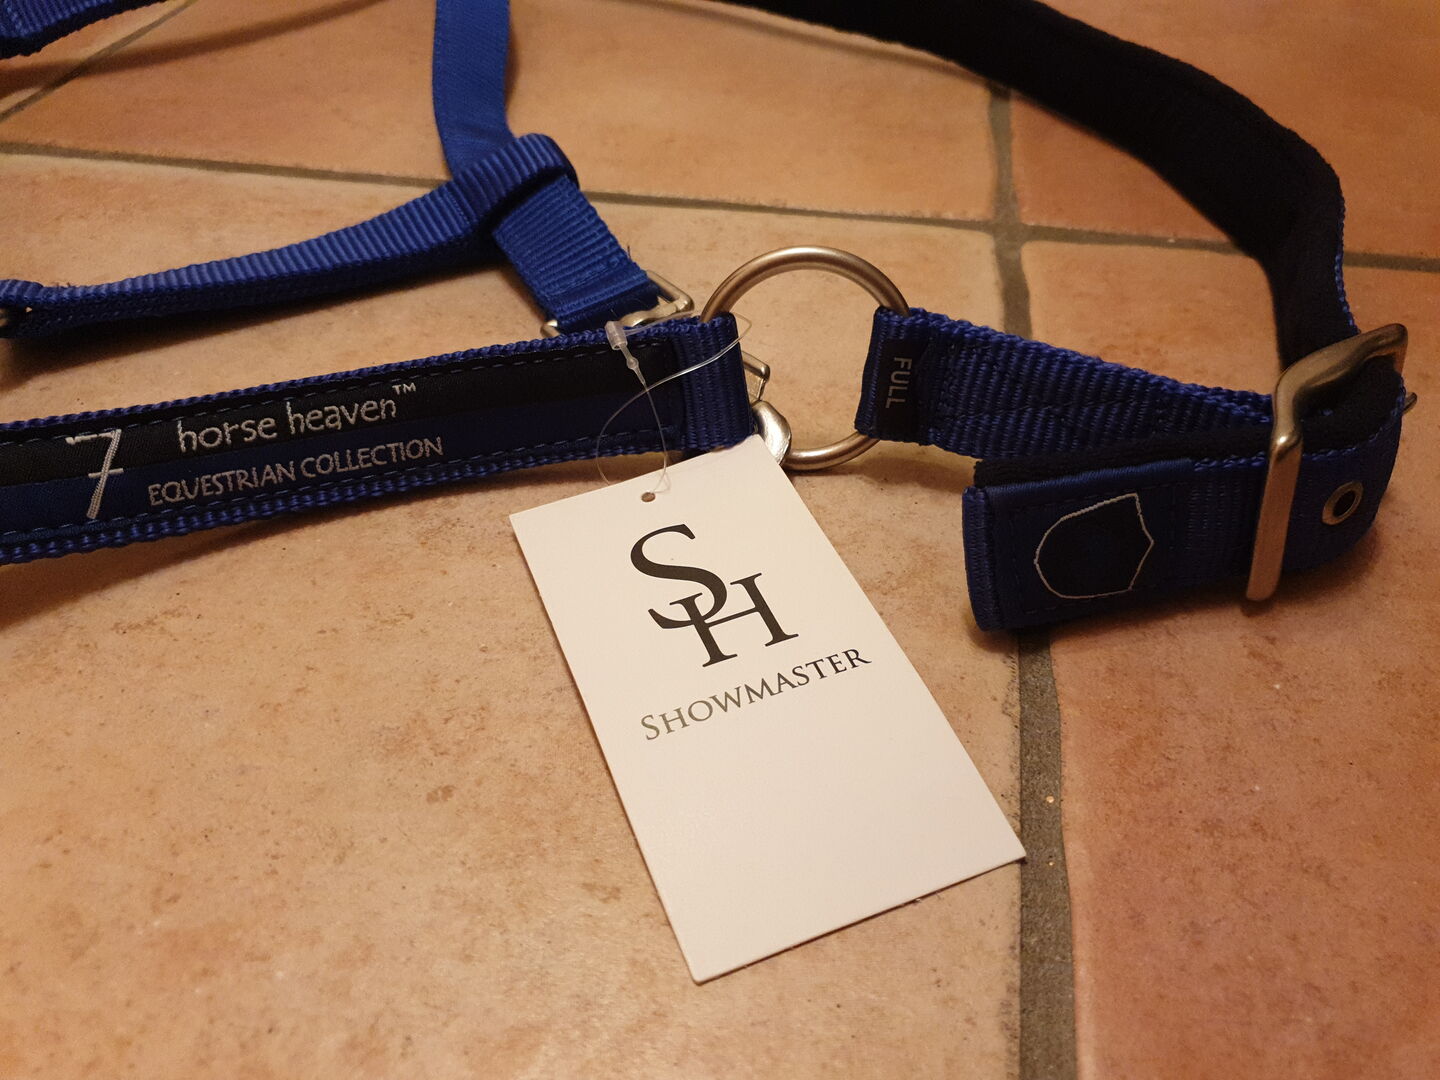 7
horse heaven™
EQUESTRIAN COLLECTION
FULL
SH
SHOWMASTER